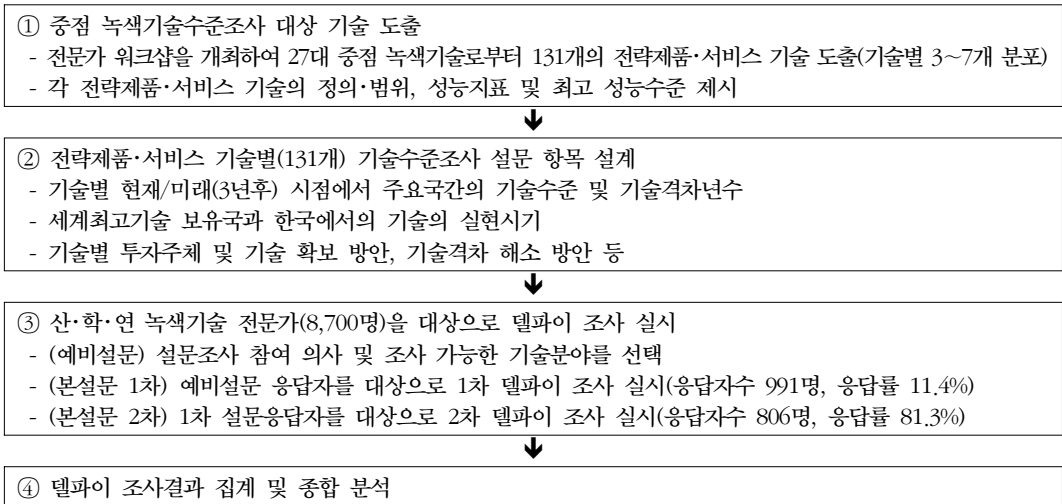 ① 중점 녹색기술수준조사 대상 기술 도출
- 전문가 워크샵을 개최하여 27대 중점 녹색기술로부터 131개의 전략제품·서비스 기술 도출(기술별 3~7개 분포)
- 각 전략제품·서비스 기술의 정의·범위, 성능지표 및 최고 성능수준 제시
② 전략제품·서비스 기술별(131개) 기술수준조사 설문 항목 설계
- 기술별 현재/미래(3년후) 시점에서 주요국간의 기술수준 및 기술격차년수
- 세계최고기술 보유국과 한국에서의 기술의 실현시기
- 기술별 투자주체 및 기술 확보 방안, 기술격차 해소 방안 등
③ 산·학·연 녹색기술 전문가(8,700명)을 대상으로 델파이 조사 실시
- (예비설문) 설문조사 참여 의사 및 조사 가능한 기술분야를 선택
- (본설문 1차) 예비설문 응답자를 대상으로 1차 델파이 조사 실시(응답자수 991명, 응답률 11.4%)
- (본설문 2차) 1차 설문응답자를 대상으로 2차 델파이 조사 실시(응답자수 806명, 응답률 81.3%)
④ 델파이 조사결과 집계 및 종합 분석